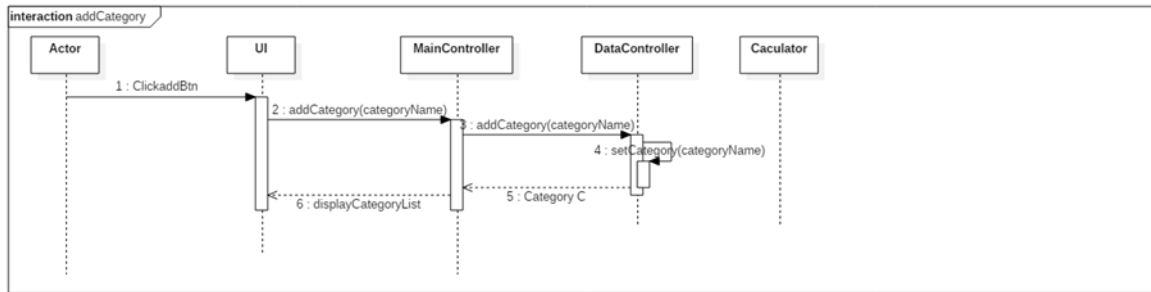 interaction addCategory
Actor
UI
MainController
DataController
Caculator
1 : ClickaddBtn
2 : addCategory(categoryName)
3 : addCategory(categoryName)
4 : setCategory(categoryName)
5 : Category C
6 : displayCategoryList